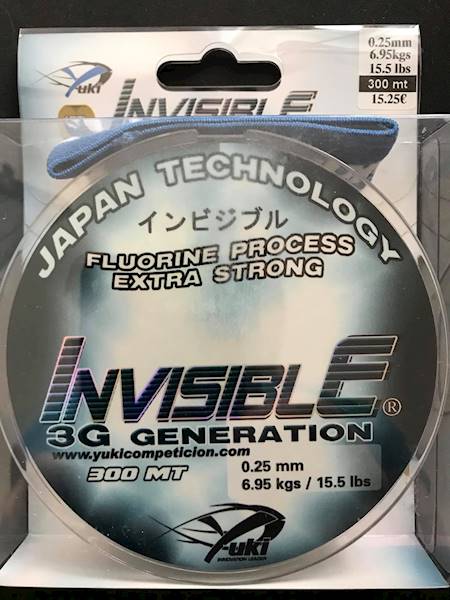 Yuki
INVISIBLE
0.25mm
6.95kgs
15.5 lbs
300 mt
15.25€
JAPAN TECHNOLOGY
インビジブル
FLUORINE PROCESS
EXTRA STRONG
INVISIBLE®
3G GENERATION
www.yukicompeticion.com
300 MT
0.25 mm
6.95 kgs / 15.5 lbs
Yuki
INNOVATION LEADER